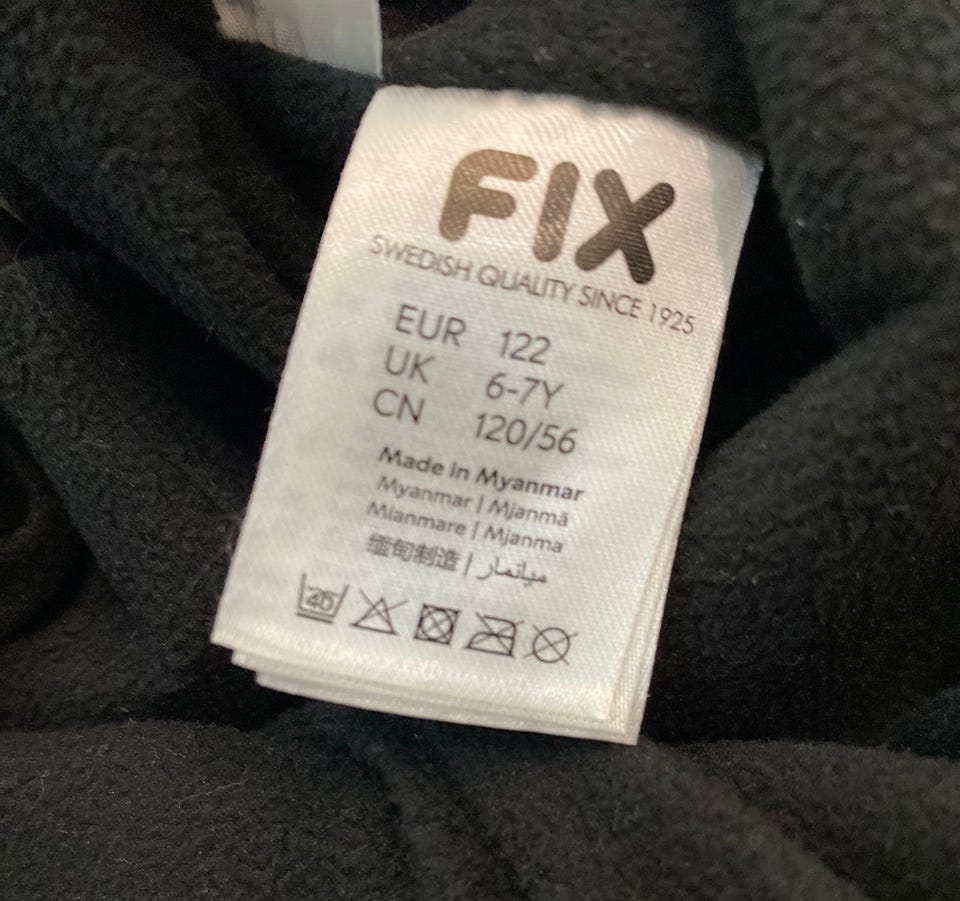 FIX
SWEDISH QUALITY SINCE 1925
EUR 122
UK 6-7Y
CN 120/56
Made in Myanmar
Myanmar | Mjanmā
Mianmare | Mjanma
缅甸制造 | ميانمار
40